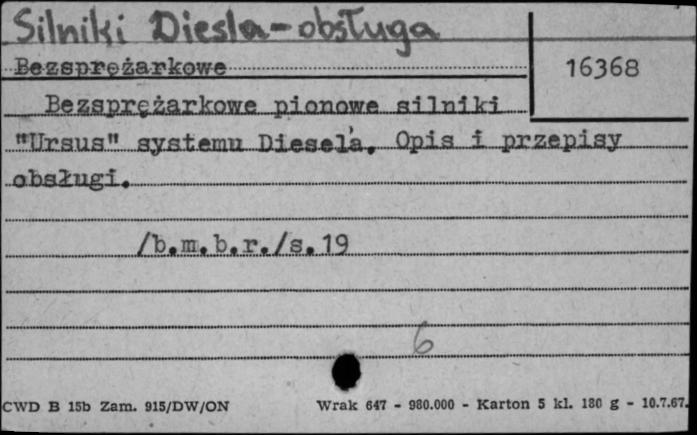 Silniki Diesla - obsługa
Bezsprężarkowe
16368
Bezsprężarkowe pionowe silniki
"Ursus" systemu Diesela. Opis i przepisy
obsługi.
/b.m.b.r./s.19
6
CWD B 15b Zam. 915/DW/ON Wrak 647 - 980.000 - Karton 5 kl. 180 g - 10.7.67.